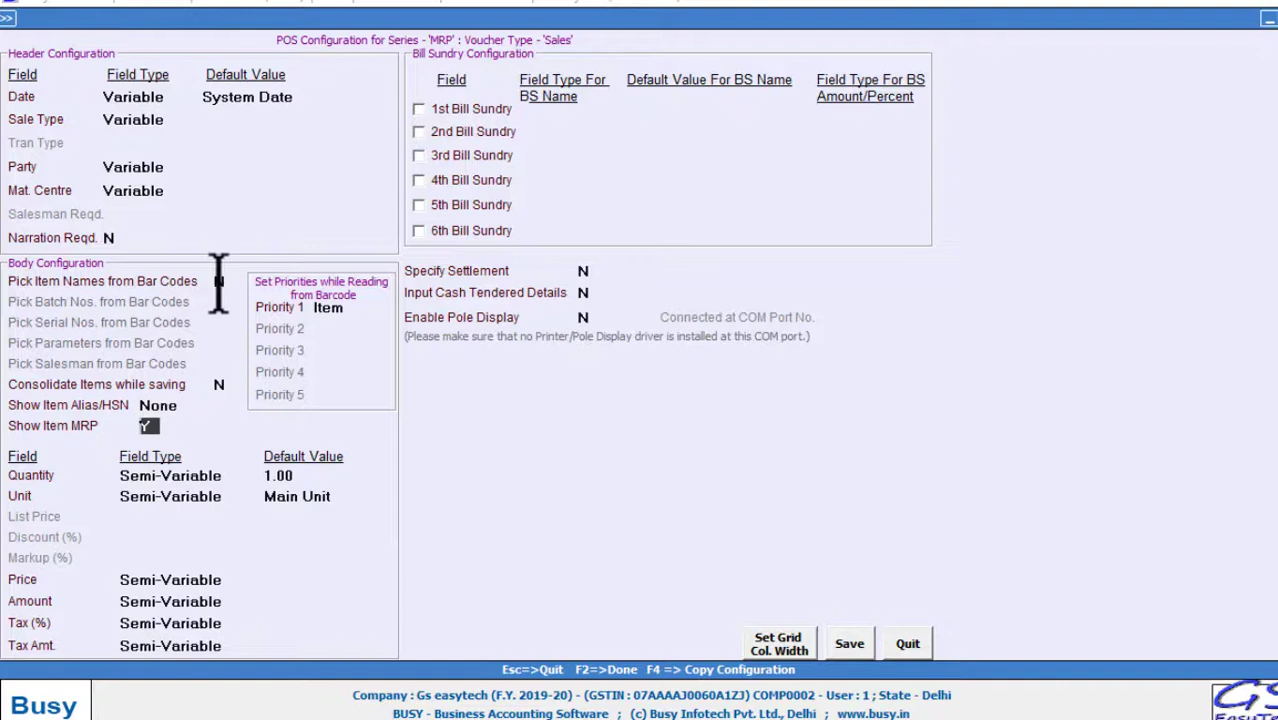 >>
POS Configuration for Series - 'MRP' : Voucher Type - 'Sales'
Header Configuration
Field Field Type Default Value
Date Variable System Date
Sale Type Variable
Tran Type
Party Variable
Mat. Centre Variable
Salesman Reqd.
Narration Reqd. N
Bill Sundry Configuration
Field Field Type For BS Name Default Value For BS Name Field Type For BS Amount/Percent
1st Bill Sundry
2nd Bill Sundry
3rd Bill Sundry
4th Bill Sundry
5th Bill Sundry
6th Bill Sundry
Body Configuration
Pick Item Names from Bar Codes
Pick Batch Nos. from Bar Codes
Pick Serial Nos. from Bar Codes
Pick Parameters from Bar Codes
Pick Salesman from Bar Codes
Consolidate Items while saving N
Show Item Alias/HSN None
Show Item MRP Y
Set Priorities while Reading
from Barcode
Priority 1 Item
Priority 2
Priority 3
Priority 4
Priority 5
Specify Settlement N
Input Cash Tendered Details N
Enable Pole Display N Connected at COM Port No.
(Please make sure that no Printer/Pole Display driver is installed at this COM port.)
Field Field Type Default Value
Quantity Semi-Variable 1.00
Unit Semi-Variable Main Unit
List Price
Discount (%)
Markup (%)
Price Semi-Variable
Amount Semi-Variable
Tax (%) Semi-Variable
Tax Amt. Semi-Variable
Set Grid
Col. Width
Save
Quit
Esc=>Quit F2=>Done F4 => Copy Configuration
Busy
Company : Gs easytech (F.Y. 2019-20) - (GSTIN : 07AAAAJ0060A1ZJ) COMP0002 - User : 1 ; State - Delhi
BUSY - Business Accounting Software ; (c) Busy Infotech Pvt. Ltd., Delhi ; www.busy.in